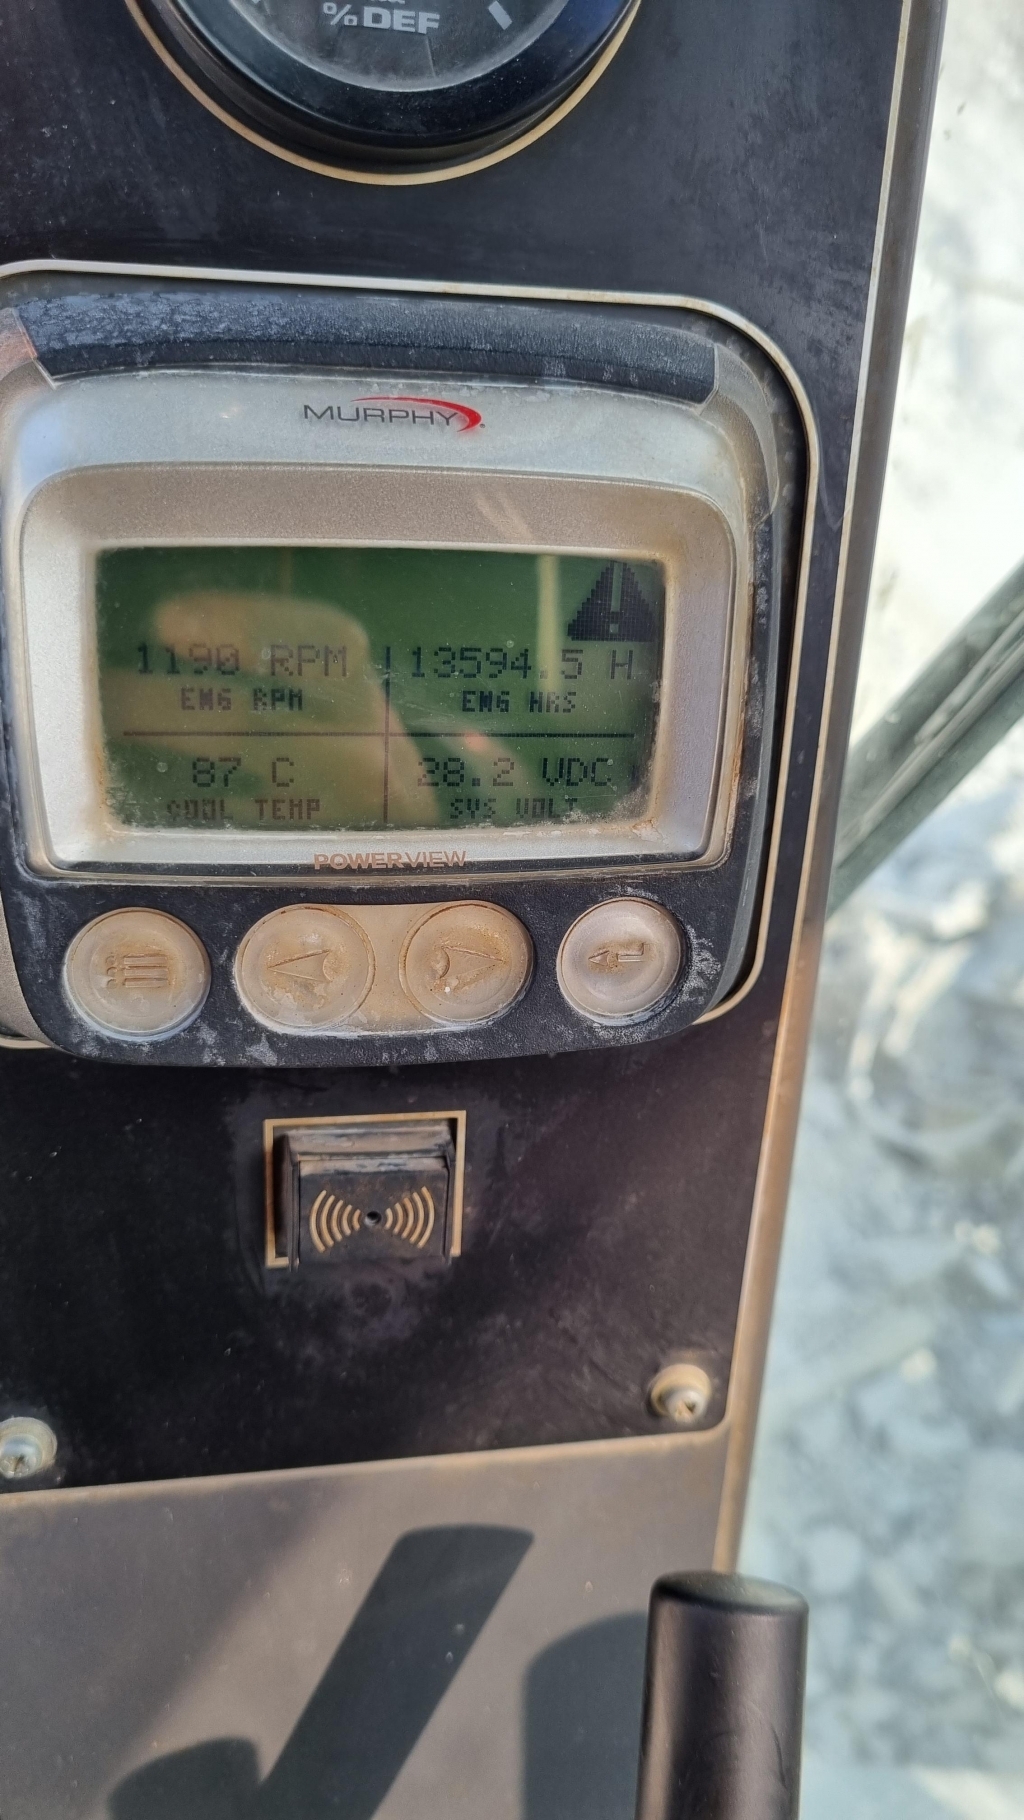 %DEF
MURPHY
1190 RPM
ENG RPM
13594.5 H
ENG HRS
87 C
COOL TEMP
28.2 VDC
SYS VOLT
POWERVIEW